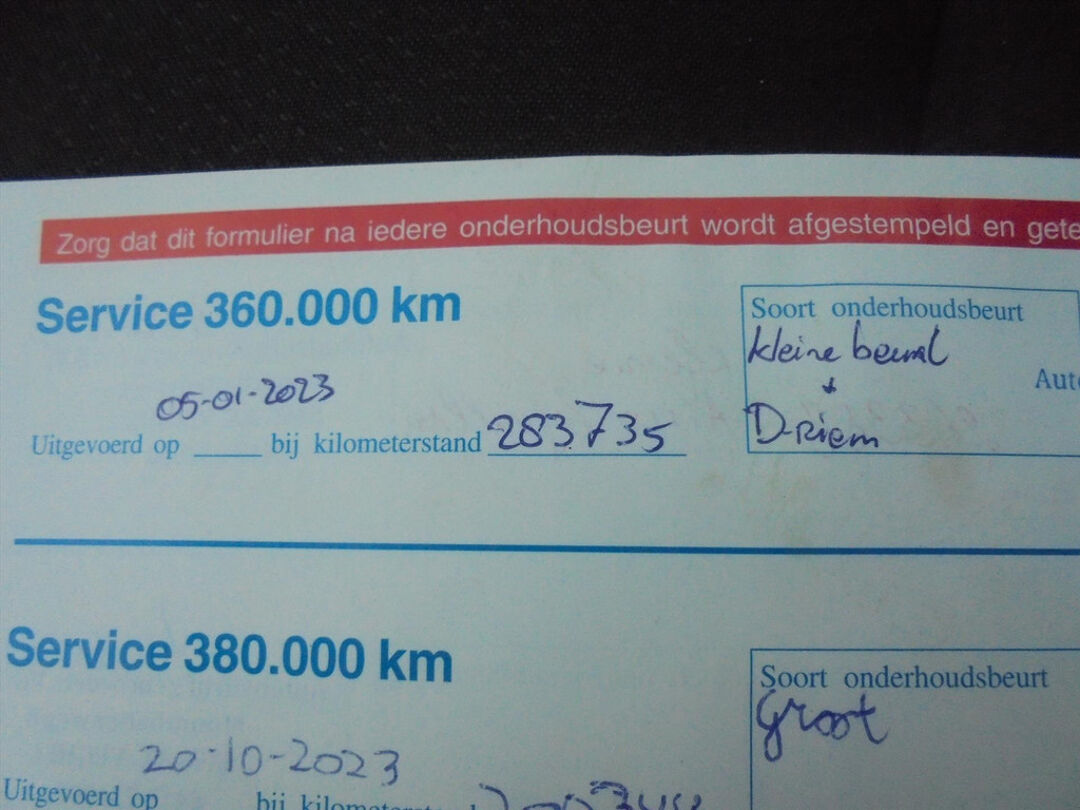 Zorg dat dit formulier na iedere onderhoudsbeurt wordt afgestempeld en gete
Service 360.000 km
Soort onderhoudsbeurt
kleine beurt
+
D-riem
Aut
05-01-2023
Uitgevoerd op bij kilometerstand 283735
Service 380.000 km
Soort onderhoudsbeurt
Groot
20-10-2023
Uitgevoerd op bij kilometerstand